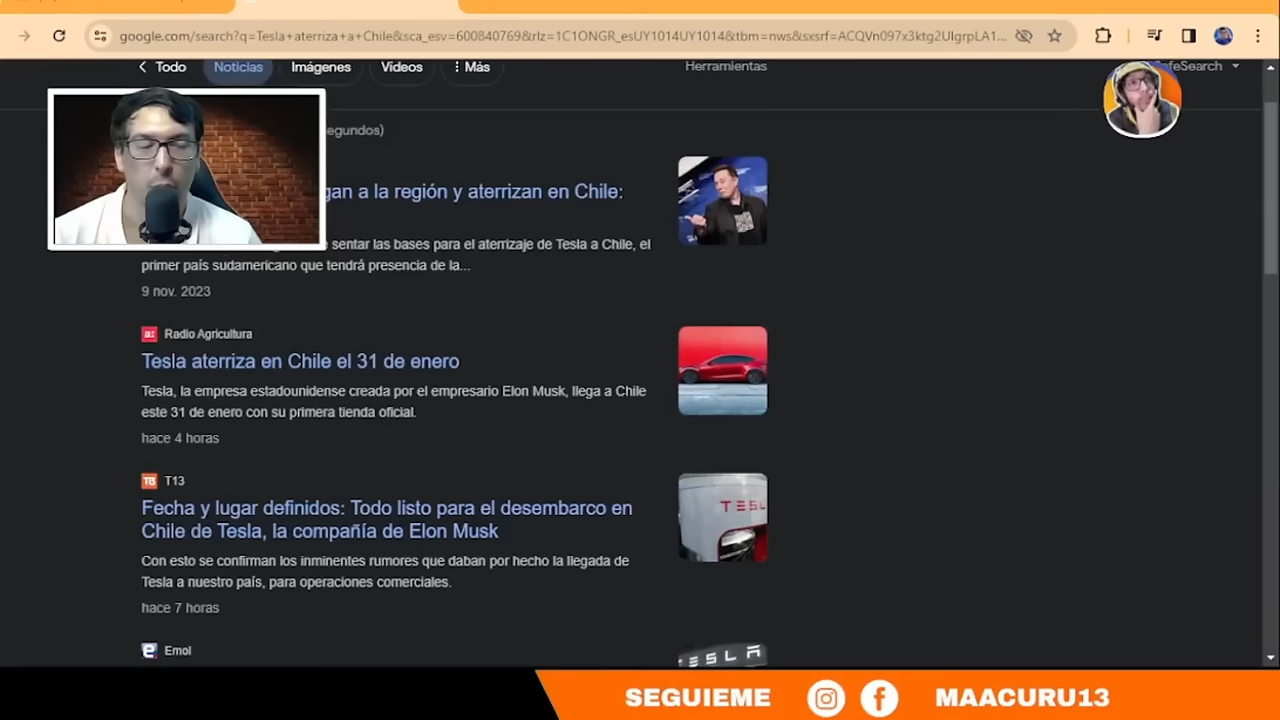 google.com/search?q=Tesla+aterriza+a+Chile&sca_esv=600840769&rlz=1C1ONGR_esUY1014UY1014&tbm=nws&sxsrf=ACQVn097x3ktg2UIgrpLA1...
Todo Noticias Imágenes Vídeos Más Herramientas SafeSearch
egundos)
gan a la región y aterrizan en Chile:
sentar las bases para el aterrizaje de Tesla a Chile, el
primer país sudamericano que tendrá presencia de la...
9 nov. 2023
Radio Agricultura
Tesla aterriza en Chile el 31 de enero
Tesla, la empresa estadounidense creada por el empresario Elon Musk, llega a Chile
este 31 de enero con su primera tienda oficial.
hace 4 horas
T13
Fecha y lugar definidos: Todo listo para el desembarco en
Chile de Tesla, la compañía de Elon Musk
TESL
Con esto se confirman los inminentes rumores que daban por hecho la llegada de
Tesla a nuestro país, para operaciones comerciales.
hace 7 horas
Emol
TESLA
SEGUIEME MAACURU13